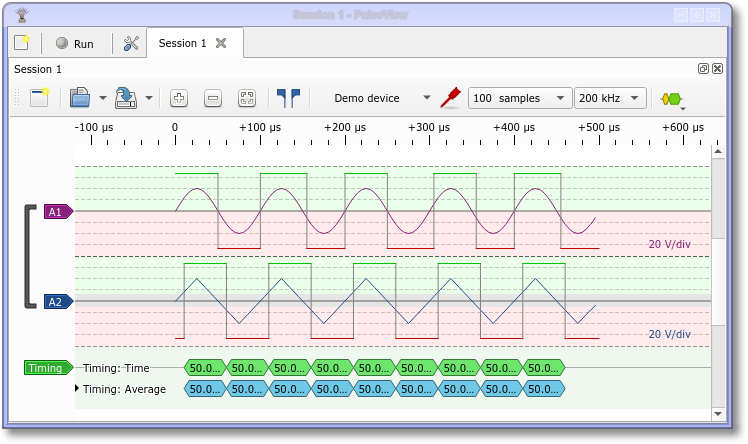 Session 1 - PulseView
Run
Session 1
Session 1
Demo device
100 samples
200 kHz
-100 µs 0 +100 µs +200 µs +300 µs +400 µs +500 µs +600 µs
A1
20 V/div
A2
20 V/div
Timing
Timing: Time
50.0... 50.0... 50.0... 50.0... 50.0... 50.0... 50.0... 50.0... 50.0...
Timing: Average
50.0... 50.0... 50.0... 50.0... 50.0... 50.0... 50.0... 50.0... 50.0...